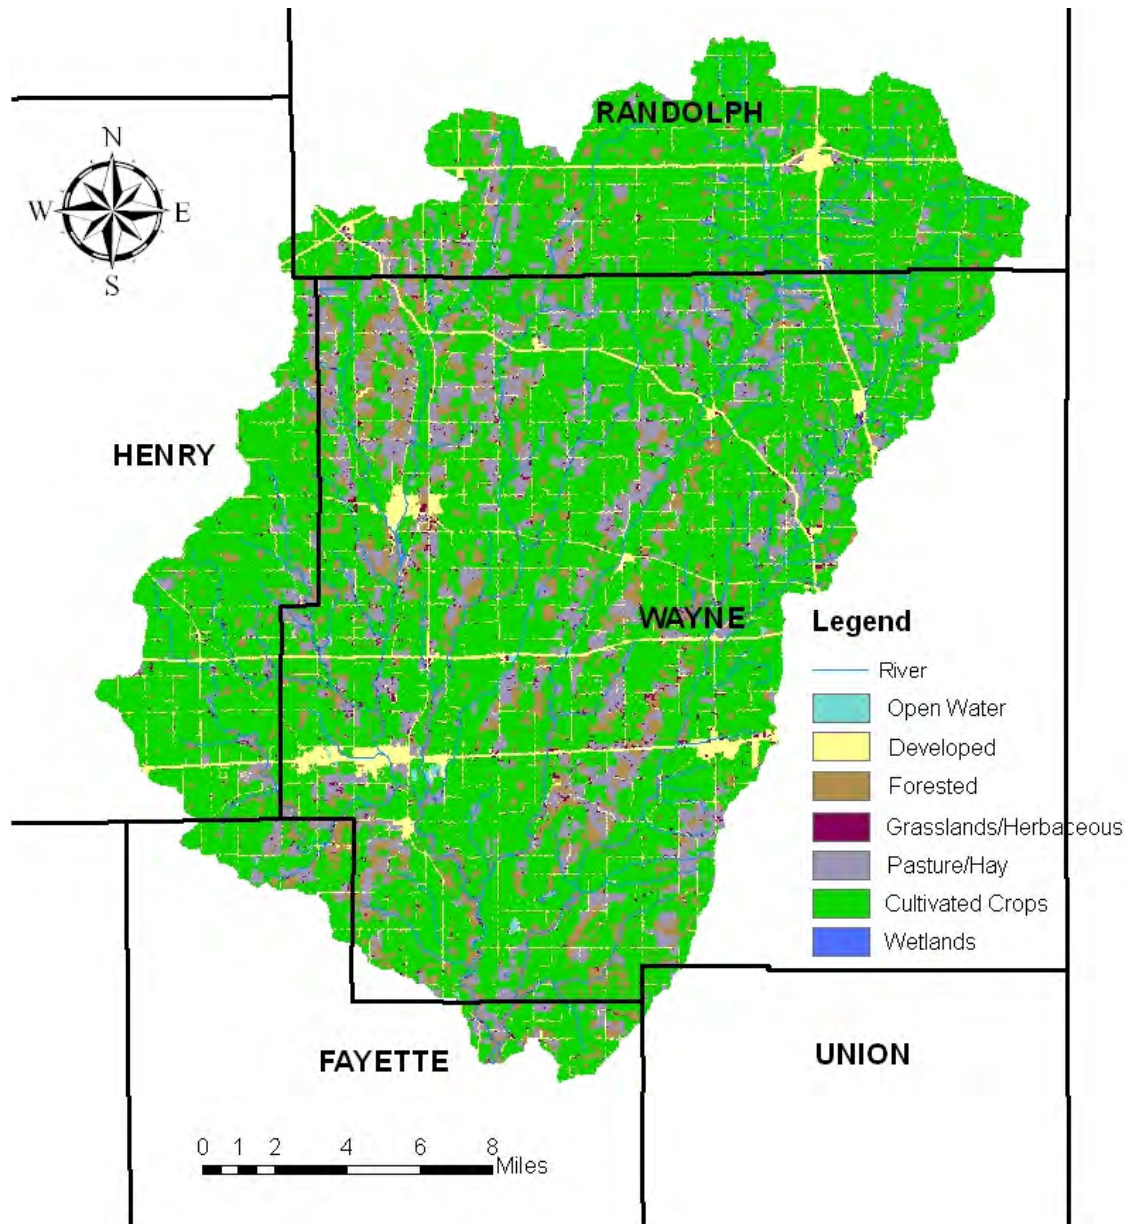 RANDOLPH
N
W E
S
HENRY
WAYNE
Legend
River
Open Water
Developed
Forested
Grasslands/Herbaceous
Pasture/Hay
Cultivated Crops
Wetlands
FAYETTE
UNION
0 1 2 4 6 8
Miles